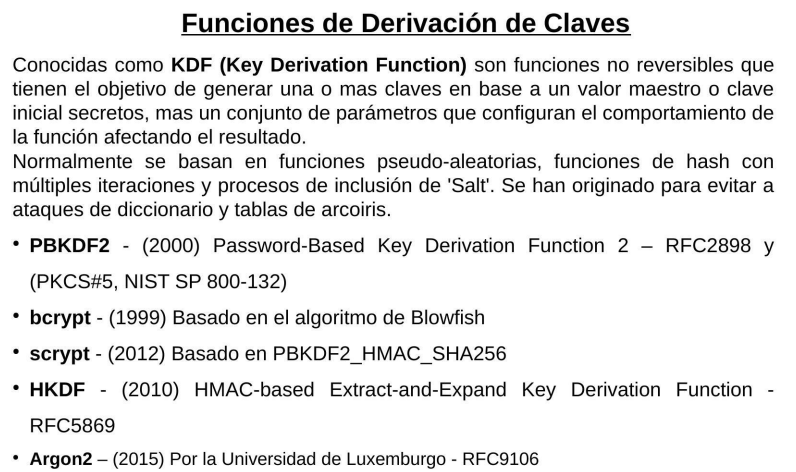 Funciones de Derivación de Claves
Conocidas como KDF (Key Derivation Function) son funciones no reversibles que
tienen el objetivo de generar una o mas claves en base a un valor maestro o clave
inicial secretos, mas un conjunto de parámetros que configuran el comportamiento de
la función afectando el resultado.
Normalmente se basan en funciones pseudo-aleatorias, funciones de hash con
múltiples iteraciones y procesos de inclusión de 'Salt'. Se han originado para evitar a
ataques de diccionario y tablas de arcoiris.
• PBKDF2 - (2000) Password-Based Key Derivation Function 2 – RFC2898 y
(PKCS#5, NIST SP 800-132)
• bcrypt - (1999) Basado en el algoritmo de Blowfish
• scrypt - (2012) Basado en PBKDF2_HMAC_SHA256
• HKDF - (2010) HMAC-based Extract-and-Expand Key Derivation Function -
RFC5869
• Argon2 – (2015) Por la Universidad de Luxemburgo - RFC9106